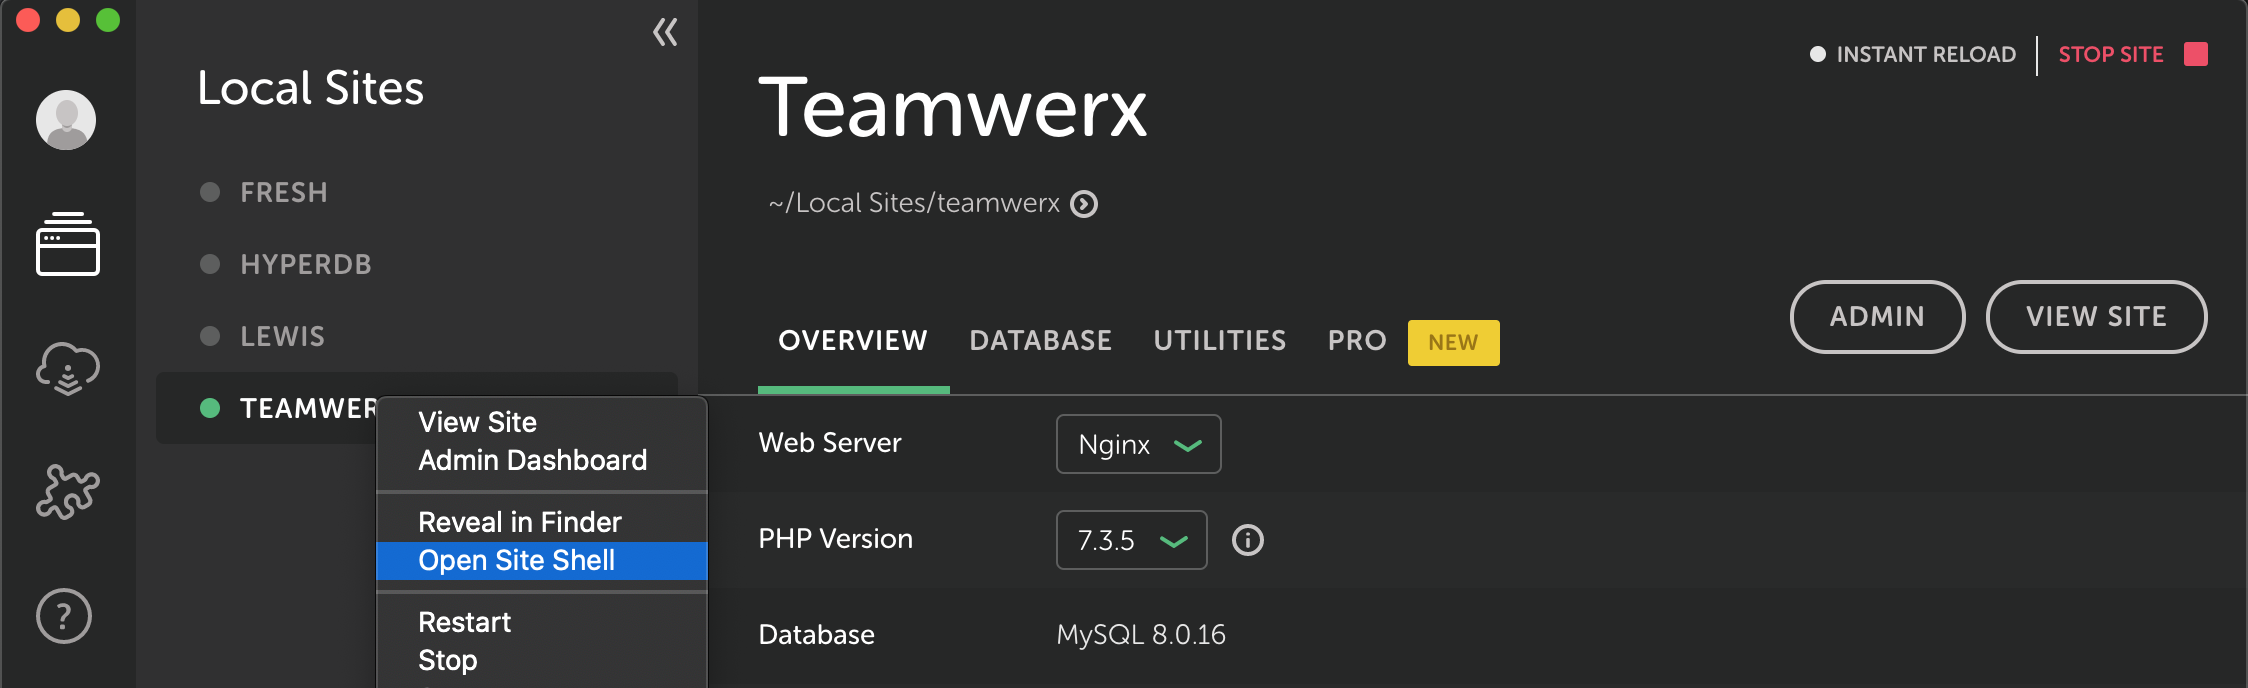 Local Sites
FRESH
HYPERDB
LEWIS
TEAMWER
View Site
Admin Dashboard
Reveal in Finder
Open Site Shell
Restart
Stop
?
INSTANT RELOAD
STOP SITE
Teamwerx
~/Local Sites/teamwerx
ADMIN
VIEW SITE
OVERVIEW DATABASE UTILITIES PRO NEW
Web Server Nginx
PHP Version 7.3.5
Database MySQL 8.0.16